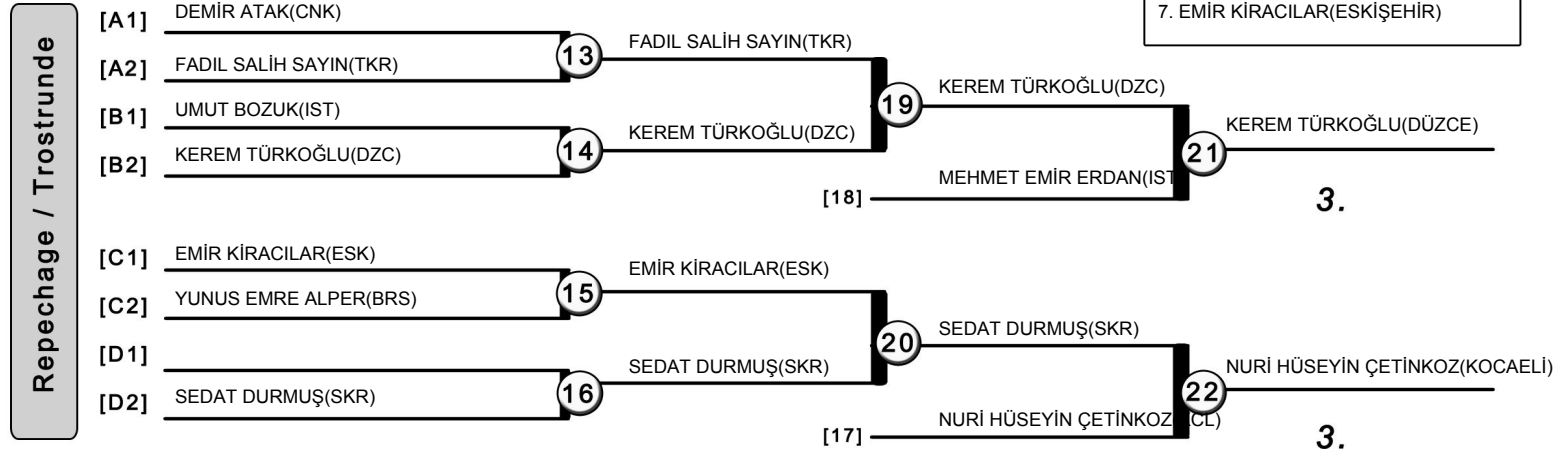 7. EMİR KİRACILAR(ESKİŞEHİR)
Repechage / Trostrunde
[A1] DEMİR ATAK(CNK)
[A2] FADIL SALİH SAYIN(TKR)
13
FADIL SALİH SAYIN(TKR)
[B1] UMUT BOZUK(IST)
[B2] KEREM TÜRKOĞLU(DZC)
14
KEREM TÜRKOĞLU(DZC)
19
KEREM TÜRKOĞLU(DZC)
[18] MEHMET EMİR ERDAN(IST
21
KEREM TÜRKOĞLU(DÜZCE)
3.
[C1] EMİR KİRACILAR(ESK)
[C2] YUNUS EMRE ALPER(BRS)
15
EMİR KİRACILAR(ESK)
[D1]
[D2] SEDAT DURMUŞ(SKR)
16
SEDAT DURMUŞ(SKR)
20
SEDAT DURMUŞ(SKR)
[17] NURİ HÜSEYİN ÇETİNKOZ CL)
22
NURİ HÜSEYİN ÇETİNKOZ(KOCAELİ)
3.